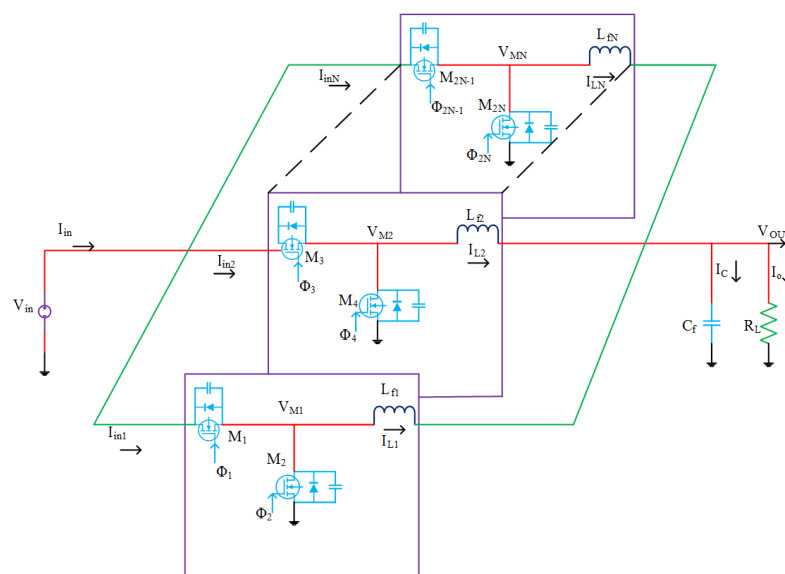 L_fN
V_MN
I_inN
M_2N-1
I_LN
Φ_2N-1
M_2N
Φ_2N
I_in
L_f2
V_M2
V_OU
I_in2
M_3
I_L2
I_C
I_o
Φ_3
V_in
M_4
C_f
R_L
Φ_4
L_f1
V_M1
I_in1
M_1
I_L1
Φ_1
M_2
Φ_2